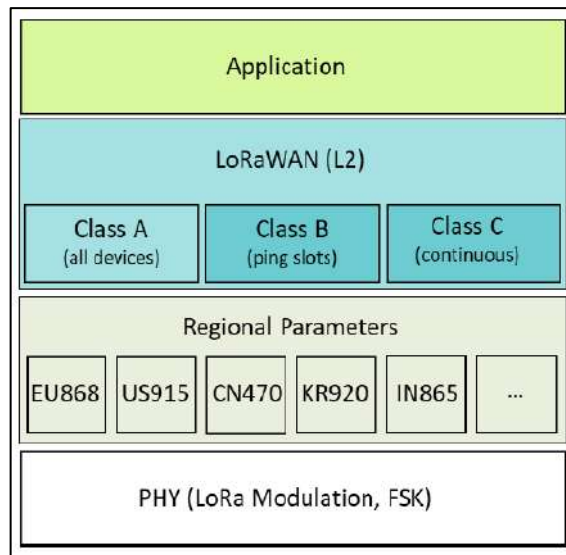 Application
LoRaWAN (L2)
Class A
(all devices)
Class B
(ping slots)
Class C
(continuous)
Regional Parameters
EU868
US915
CN470
KR920
IN865
...
PHY (LoRa Modulation, FSK)